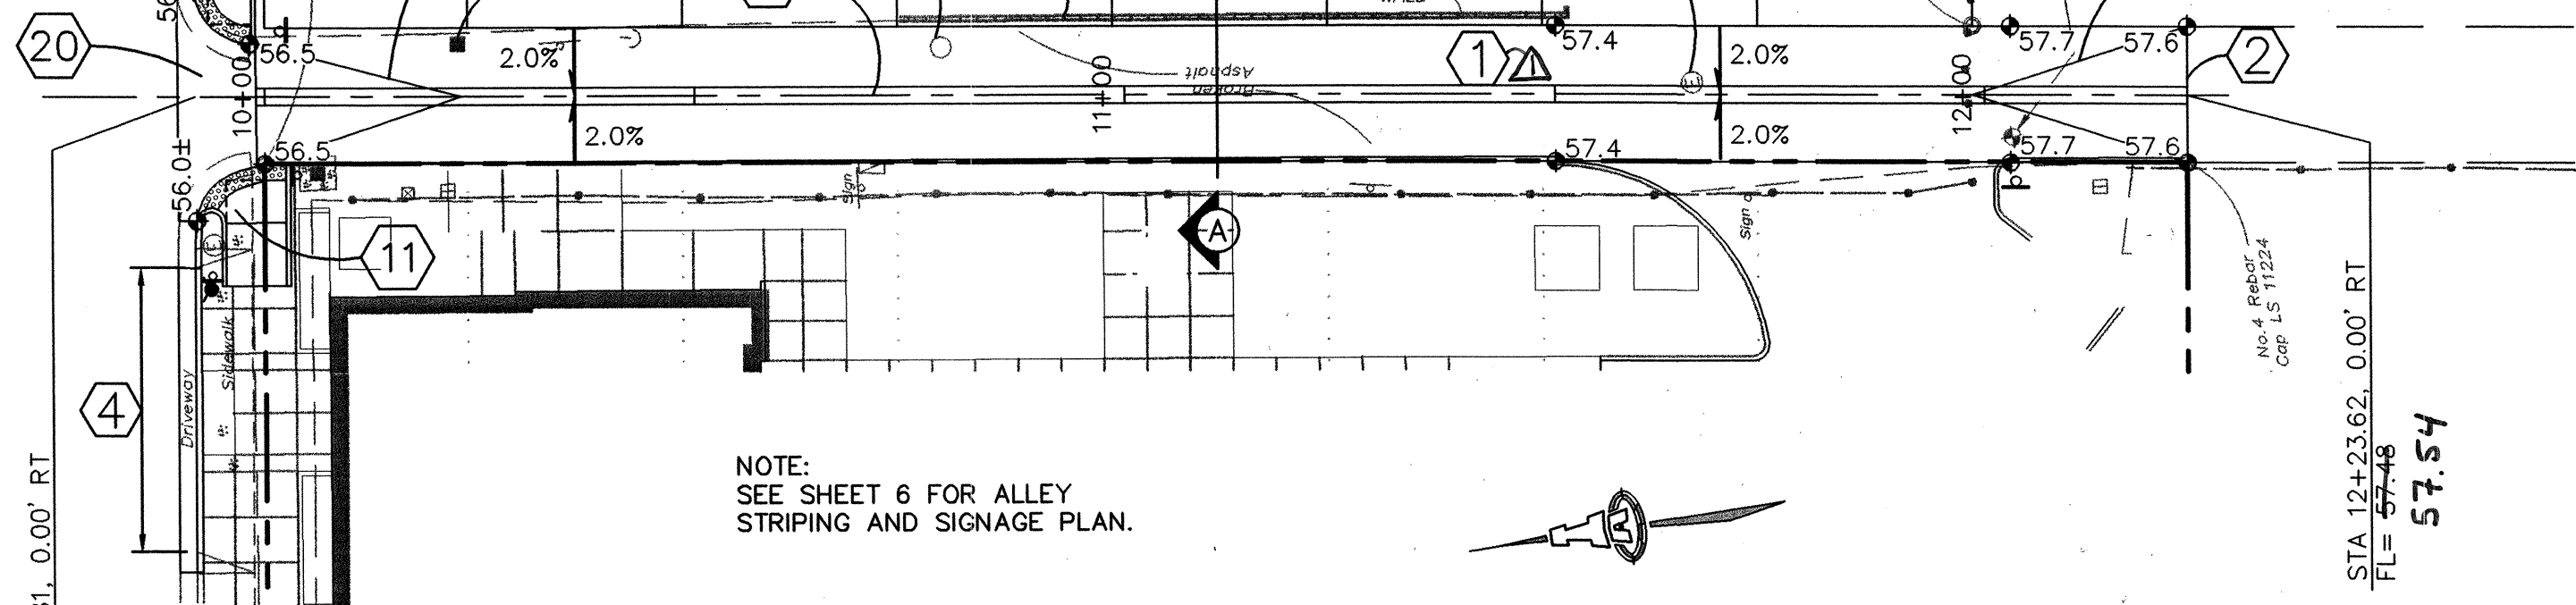 20
56.5
2.0%
57.4
57.7
57.6
1
1
2
2.0%
E
10+00
11+00
12+00
Broken
Asphalt
2.0%
2.0%
56.5
57.4
57.7
57.6
56.0±
11
E
Sign
A
Sign
No.4 Rebar
Cap LS 11224
4
Driveway
Sidewalk
NOTE:
SEE SHEET 6 FOR ALLEY
STRIPING AND SIGNAGE PLAN.
31, 0.00' RT
STA 12+23.62, 0.00' RT
FL= 57.48
57.54